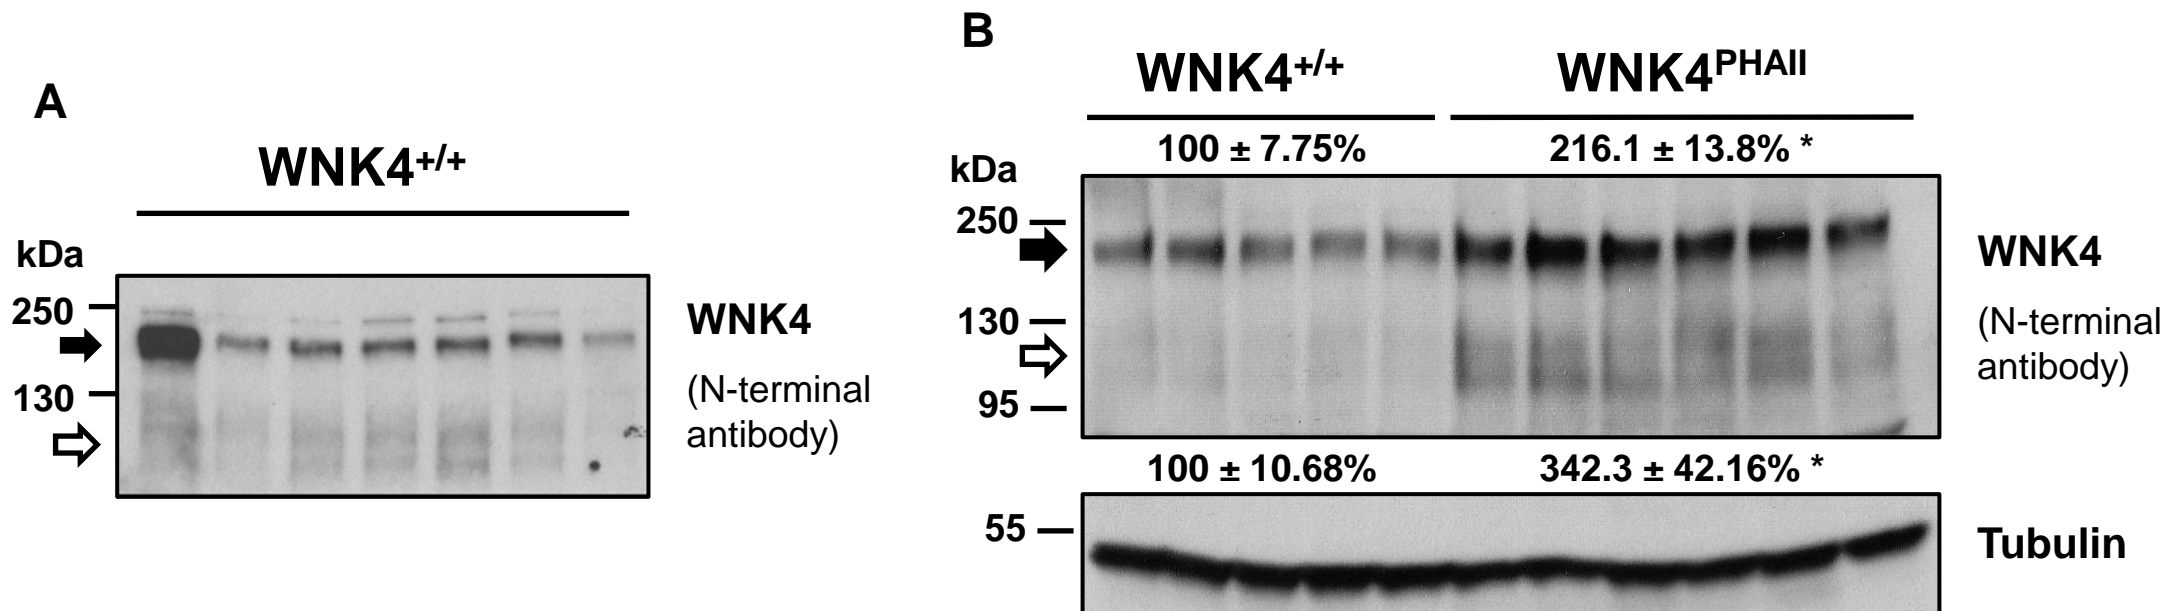 A
WNK4+/+
kDa
250
130
WNK4
(N-terminal
antibody)
B
WNK4+/+
WNK4PHAII
100 ± 7.75%
216.1 ± 13.8% *
kDa
250
130
95
WNK4
(N-terminal
antibody)
100 ± 10.68%
342.3 ± 42.16% *
55
Tubulin